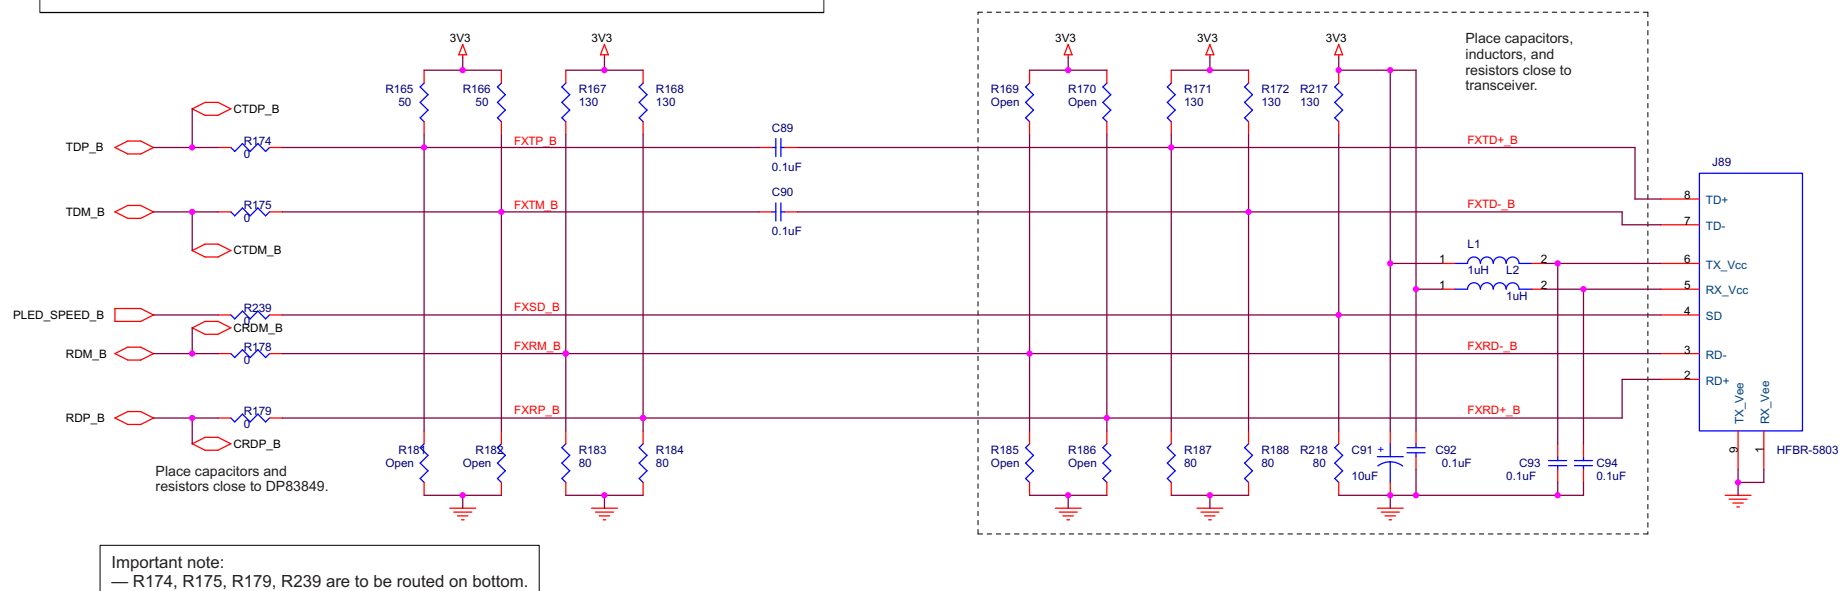 3V3
3V3
3V3
3V3
3V3
Place capacitors,
inductors, and
resistors close to
transceiver.
R165
50
R166
50
R167
130
R168
130
R169
Open
R170
Open
R171
130
R172
130
R217
130
CTDP_B
TDP_B
R174
0
FXTP_B
C89
0.1uF
FXTD+_B
J89
TDM_B
R175
0
FXTM_B
C90
0.1uF
FXTD-_B
8
TD+
7
TD-
CTDM_B
L1
1
1uH
L2
2
6
TX_Vcc
1
1uH
2
5
RX_Vcc
PLED_SPEED_B
R239
0
FXSD_B
4
SD
CRDM_B
RDM_B
R178
0
FXRM_B
FXRD-_B
3
RD-
2
RD+
RDP_B
R179
0
FXRP_B
FXRD+_B
TX_Vee
RX_Vee
CRDP_B
9
1
HFBR-5803
Place capacitors and
resistors close to DP83849.
R181
Open
R182
Open
R183
80
R184
80
R185
Open
R186
Open
R187
80
R188
80
R218
80
C91
+
10uF
C92
0.1uF
C93
0.1uF
C94
0.1uF
Important note:
— R174, R175, R179, R239 are to be routed on bottom.